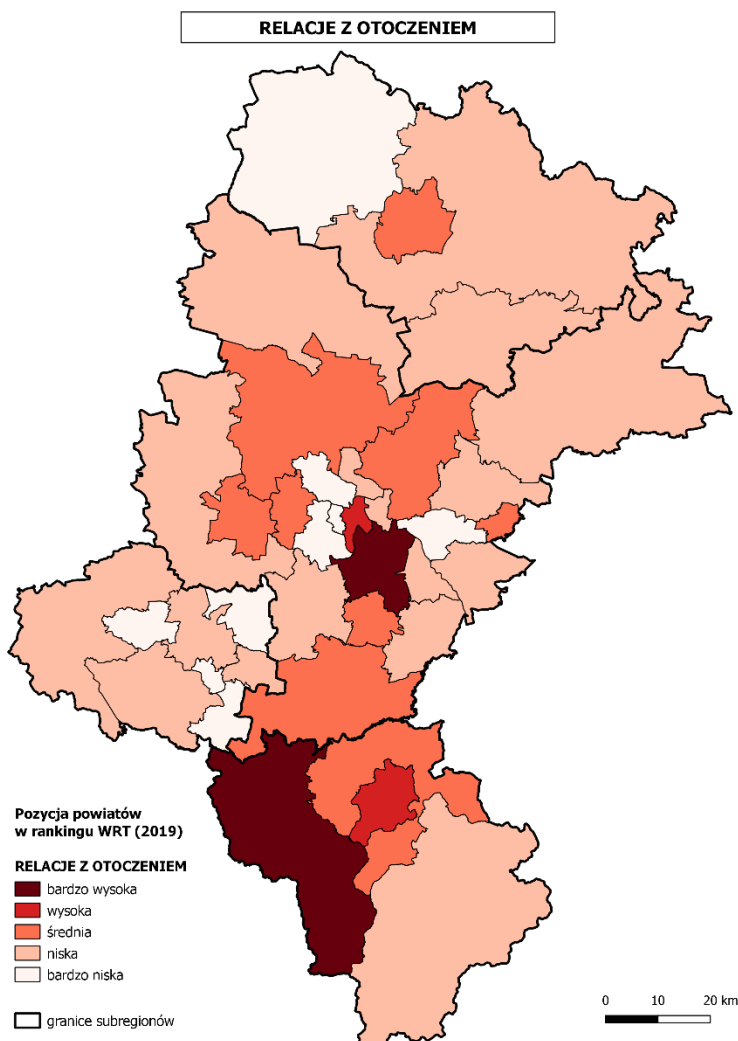 RELACJE Z OTOCZENIEM
Pozycja powiatów
w rankingu WRT (2019)
RELACJE Z OTOCZENIEM
bardzo wysoka
wysoka
średnia
niska
bardzo niska
granice subregionów
0 10 20 km